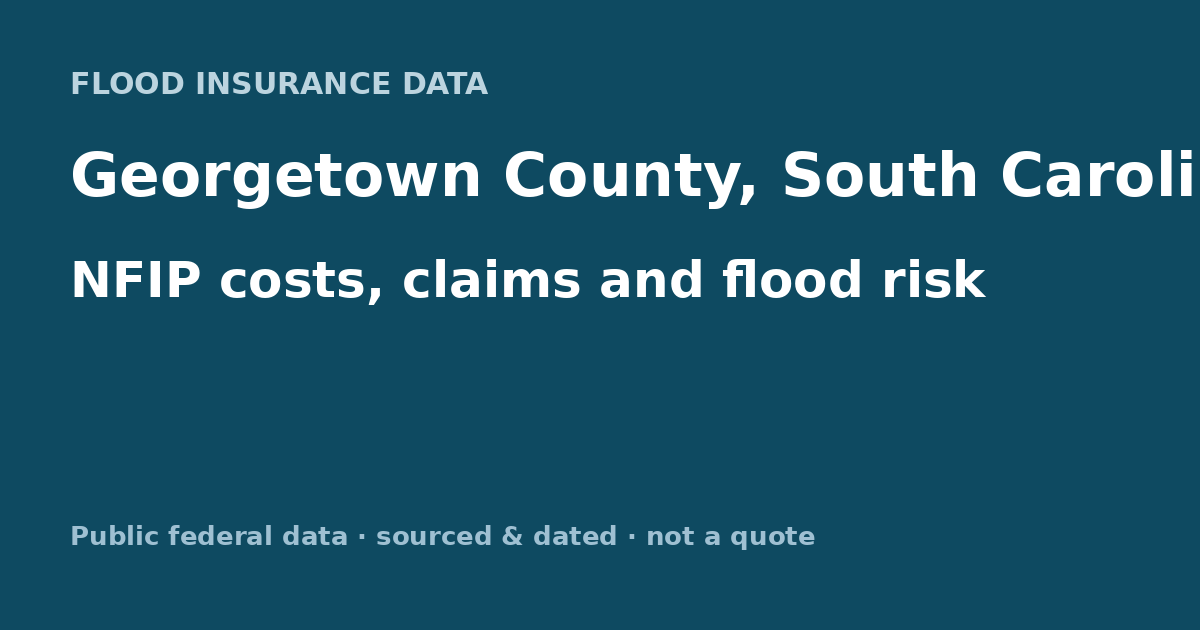 FLOOD INSURANCE DATA
Georgetown County, South Caroli
NFIP costs, claims and flood risk
Public federal data · sourced & dated · not a quote